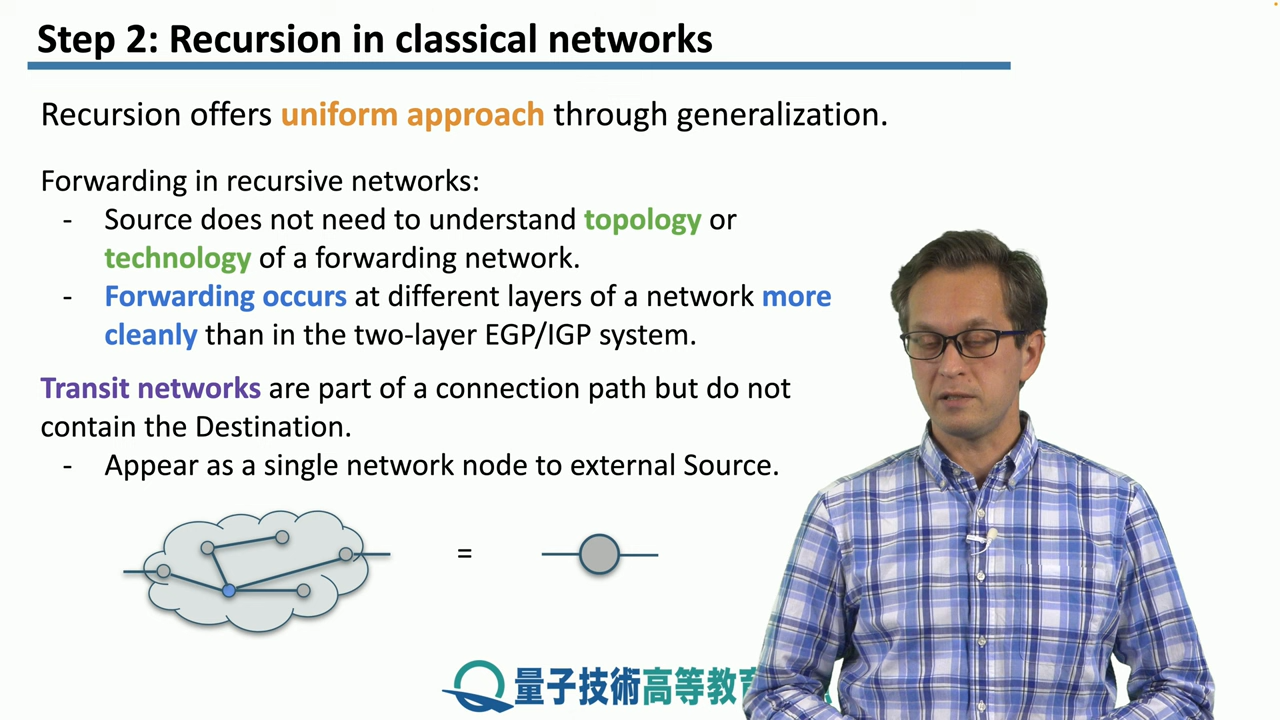 Step 2: Recursion in classical networks
Recursion offers uniform approach through generalization.
Forwarding in recursive networks:
- Source does not need to understand topology or
technology of a forwarding network.
- Forwarding occurs at different layers of a network more
cleanly than in the two-layer EGP/IGP system.
Transit networks are part of a connection path but do not
contain the Destination.
- Appear as a single network node to external Source.
=
量子技術高等教育